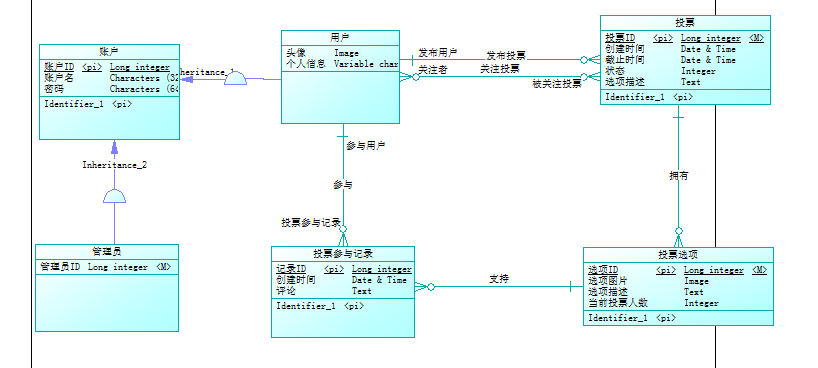 账户
账户ID <pi> Long integer
账户名 Characters (32
密码 Characters (64
Identifier_1 <pi>
Inheritance_1
用户
头像 Image
个人信息 Variable char
发布用户
发布投票
关注者
关注投票
被关注投票
投票
投票ID <pi> Long integer <M>
创建时间 Date & Time
截止时间 Date & Time
状态 Integer
选项描述 Text
Identifier_1 <pi>
Inheritance_2
参与用户
参与
投票参与记录
拥有
管理员
管理员ID Long integer <M>
投票参与记录
记录ID <pi> Long integer
创建时间 Date & Time
评论 Text
Identifier_1 <pi>
支持
投票选项
选项ID <pi> Long integer <M>
选项图片 Image
选项描述 Text
当前投票人数 Integer
Identifier_1 <pi>